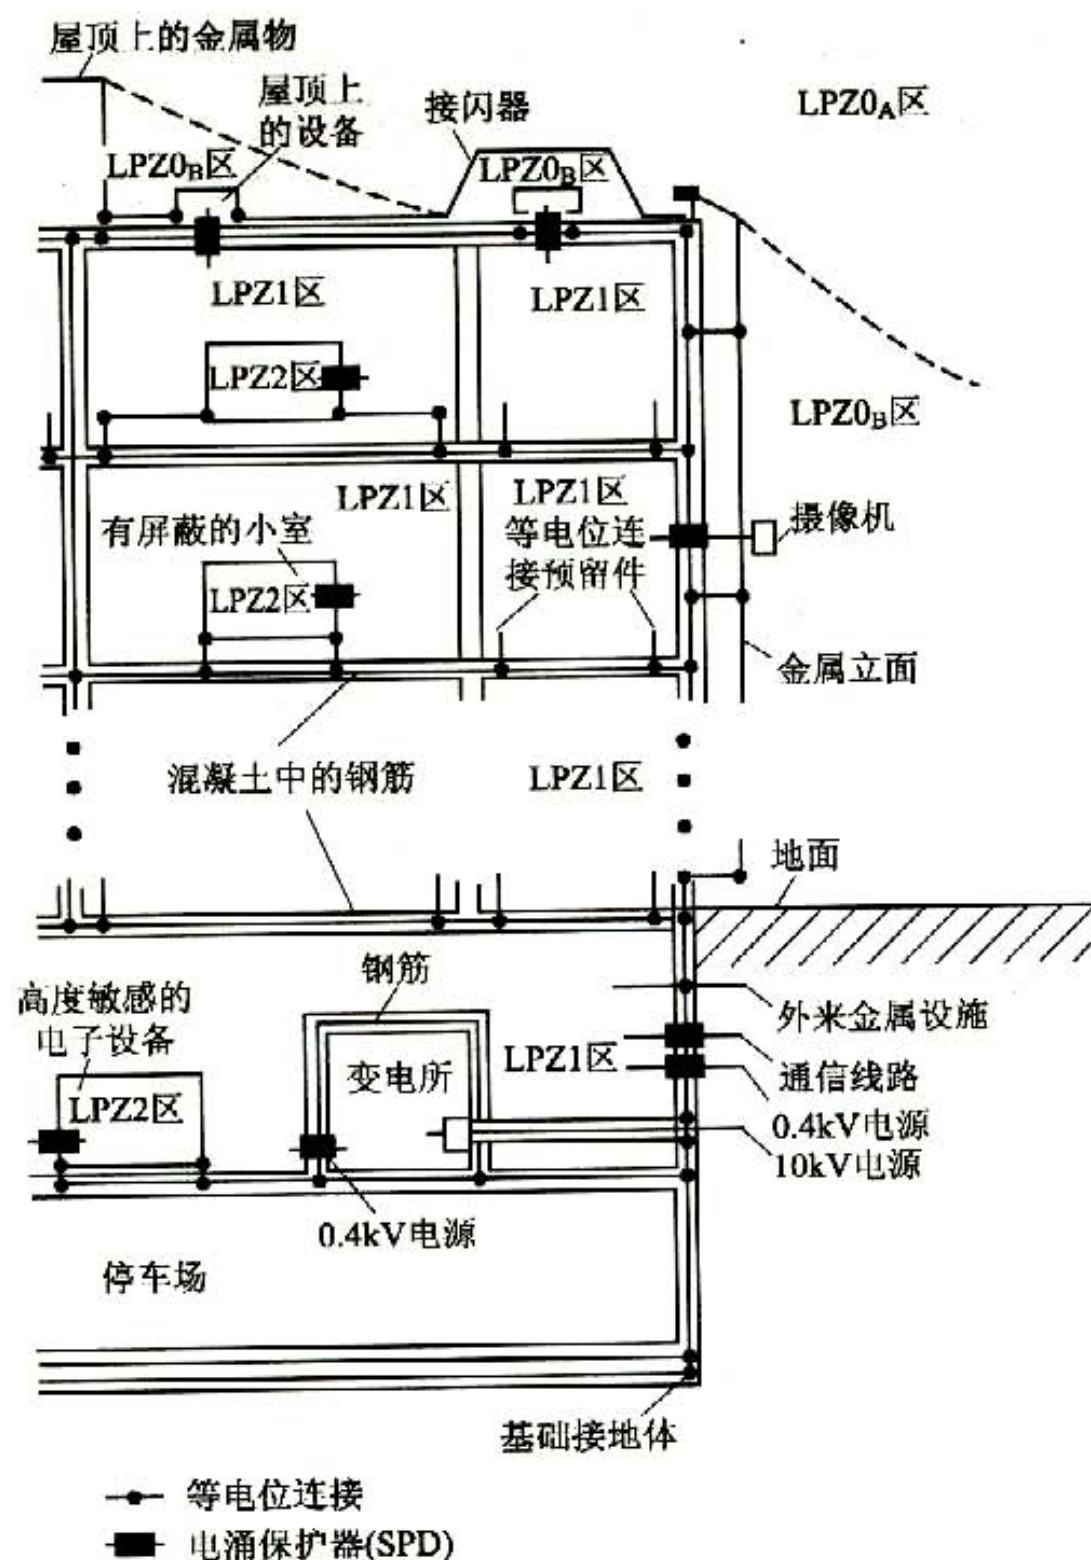 屋顶上的金属物
屋顶上
的设备
接闪器
LPZ0A区
LPZ0B区
LPZ0B区
LPZ1区
LPZ1区
LPZ2区
LPZ0B区
LPZ1区
LPZ1区
等电位连
接预留件
摄像机
有屏蔽的小室
LPZ2区
金属立面
混凝土中的钢筋
LPZ1区
地面
钢筋
高度敏感的
电子设备
外来金属设施
LPZ1区
变电所
通信线路
LPZ2区
0.4kV电源
10kV电源
0.4kV电源
停车场
基础接地体
等电位连接
电涌保护器(SPD)